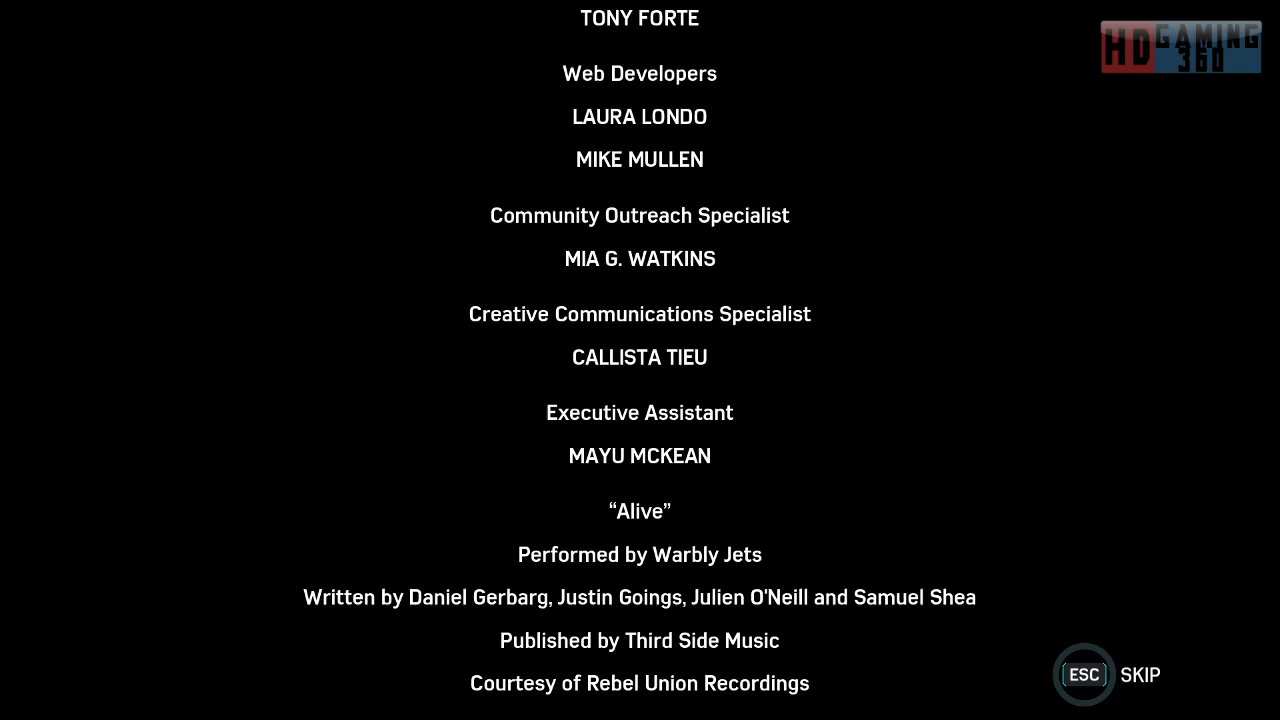 TONY FORTE
HD GAMING
360
Web Developers
LAURA LONDO
MIKE MULLEN
Community Outreach Specialist
MIA G. WATKINS
Creative Communications Specialist
CALLISTA TIEU
Executive Assistant
MAYU MCKEAN
“Alive”
Performed by Warbly Jets
Written by Daniel Gerbarg, Justin Goings, Julien O'Neill and Samuel Shea
Published by Third Side Music
Courtesy of Rebel Union Recordings
ESC SKIP